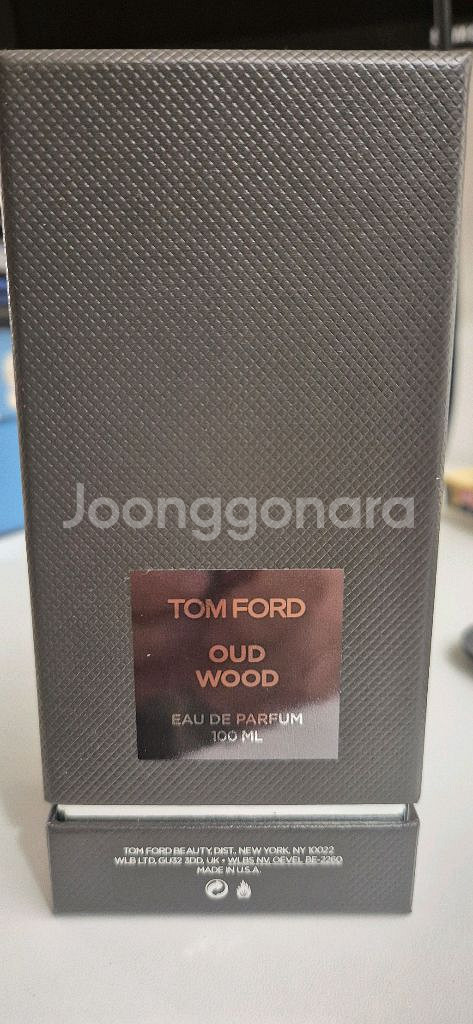 Joonggonara
TOM FORD
OUD
WOOD
EAU DE PARFUM
100 ML
TOM FORD BEAUTY, DIST., NEW YORK, NY 10022
WLB LTD, GU32 3DD, UK • WLBS NV, OEVEL BE-2260
MADE IN U.S.A.